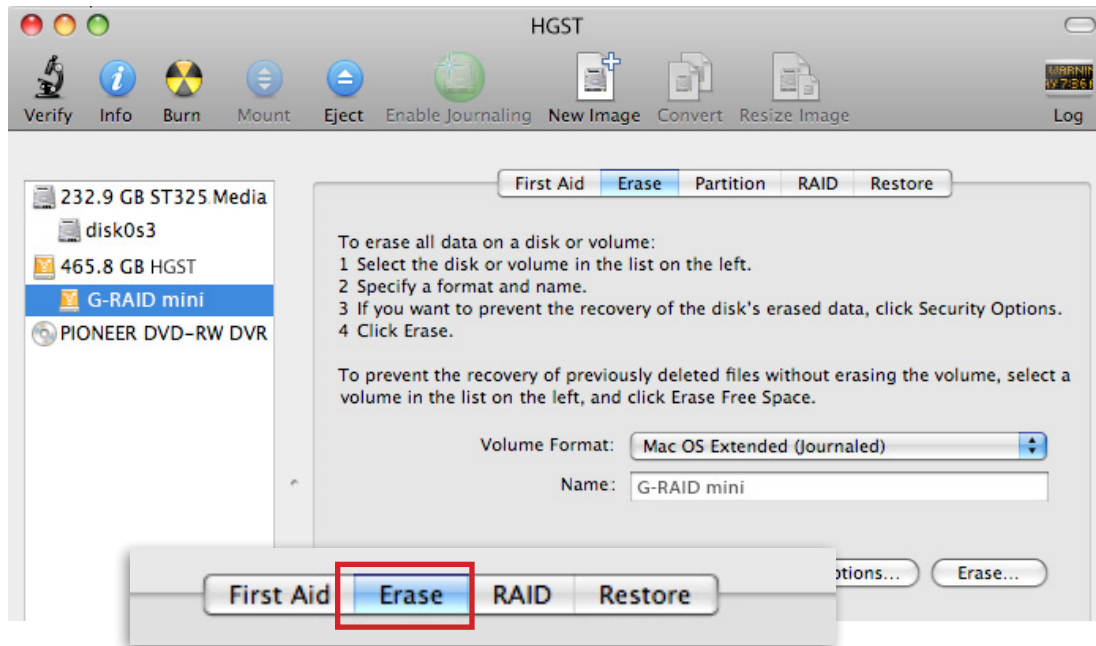 HGST
Verify Info Burn Mount Eject Enable Journaling New Image Convert Resize Image Log
First Aid Erase Partition RAID Restore
232.9 GB ST325 Media
disk0s3
465.8 GB HGST
G-RAID mini
PIONEER DVD-RW DVR
To erase all data on a disk or volume:
1 Select the disk or volume in the list on the left.
2 Specify a format and name.
3 If you want to prevent the recovery of the disk's erased data, click Security Options.
4 Click Erase.
To prevent the recovery of previously deleted files without erasing the volume, select a
volume in the list on the left, and click Erase Free Space.
Volume Format: Mac OS Extended (Journaled)
Name: G-RAID mini
Erase...
First Aid Erase RAID Restore